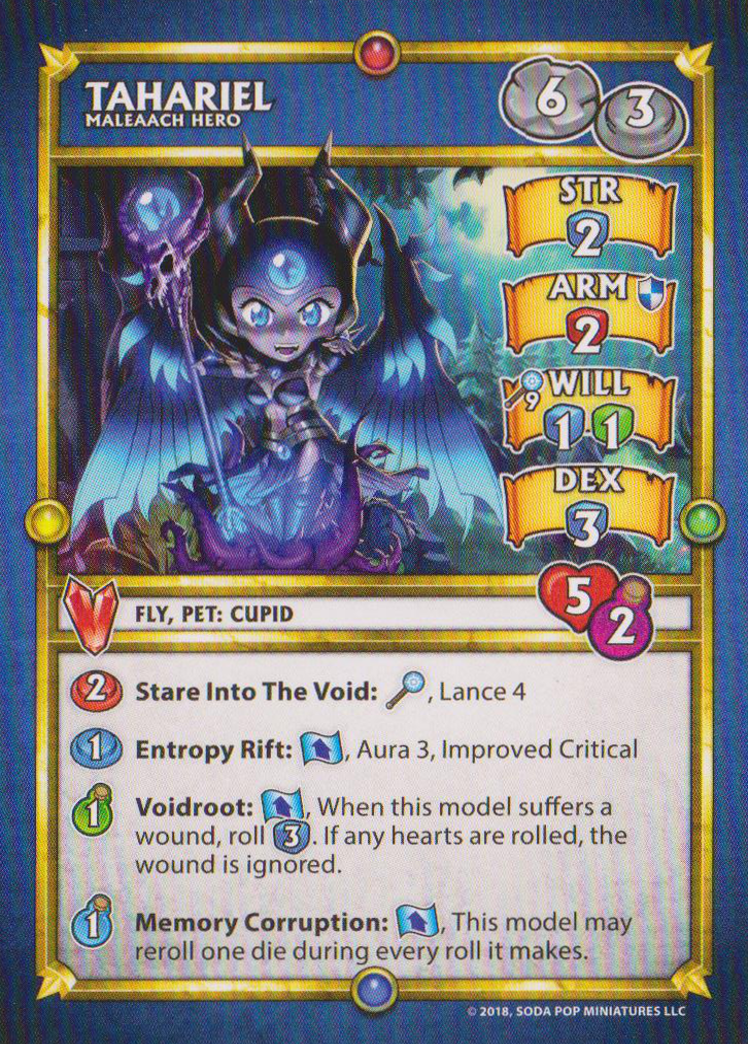 TAHARIEL
MALEAACH HERO
6
3
STR
2
ARM
2
WILL
9
1 1
DEX
3
FLY, PET: CUPID
5
2
2 Stare Into The Void: , Lance 4
1 Entropy Rift: , Aura 3, Improved Critical
1 Voidroot: , When this model suffers a
wound, roll 3. If any hearts are rolled, the
wound is ignored.
1 Memory Corruption: , This model may
reroll one die during every roll it makes.
© 2018, SODA POP MINIATURES LLC